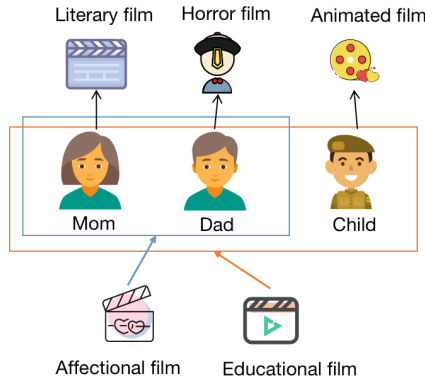 Literary film
Horror film
Animated film
Mom
Dad
Child
Affectional film
Educational film